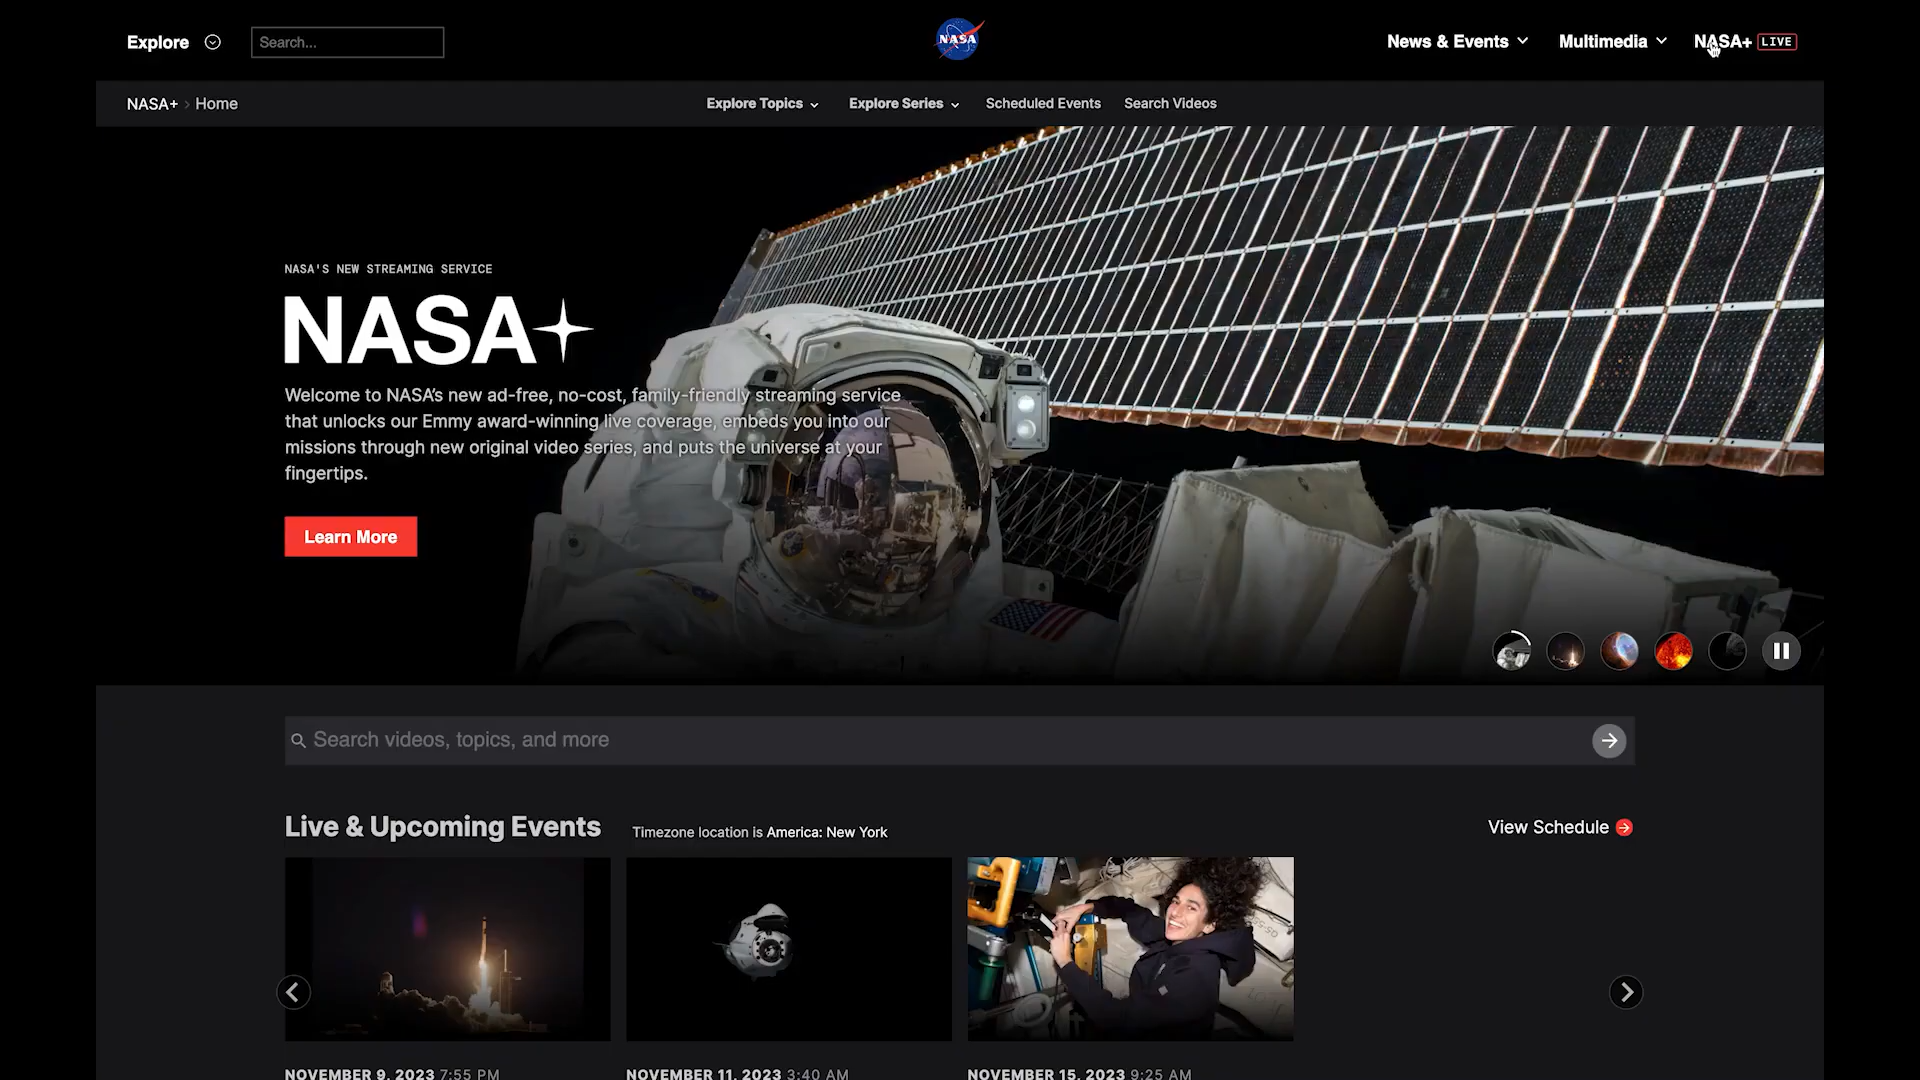 Explore
Search...
NASA
News & Events
Multimedia
NASA+ LIVE
NASA+ > Home
Explore Topics
Explore Series
Scheduled Events
Search Videos
NASA'S NEW STREAMING SERVICE
NASA+
Welcome to NASA's new ad-free, no-cost, family-friendly streaming service
that unlocks our Emmy award-winning live coverage, embeds you into our
missions through new original video series, and puts the universe at your
fingertips.
Learn More
Search videos, topics, and more
Live & Upcoming Events
Timezone location is America: New York
View Schedule
NOVEMBER 9, 2023 7:55 PM
NOVEMBER 11, 2023 3:40 AM
NOVEMBER 15, 2023 9:25 AM